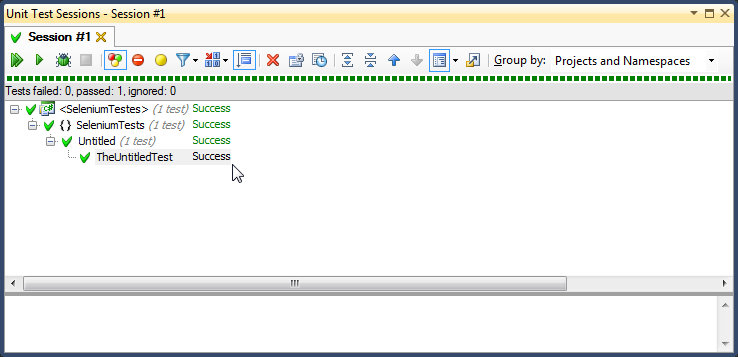 Unit Test Sessions - Session #1
Session #1
Group by: Projects and Namespaces
Tests failed: 0, passed: 1, ignored: 0
<SeleniumTestes> (1 test) Success
{ } SeleniumTests (1 test) Success
Untitled (1 test) Success
TheUntitledTest Success